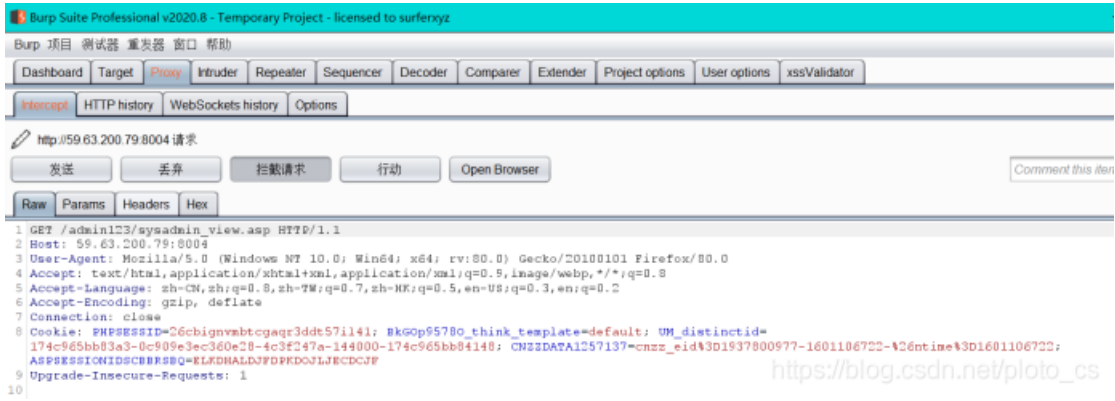 Burp Suite Professional v2020.8 - Temporary Project - licensed to surferxyz
Burp 项目 测试器 重发器 窗口 帮助
Dashboard Target Proxy Intruder Repeater Sequencer Decoder Comparer Extender Project options User options xssValidator
Intercept HTTP history WebSockets history Options
http://59.63.200.79:8004 请求
发送 丢弃 拦截请求 行动 Open Browser Comment this item
Raw Params Headers Hex
1 GET /admin123/sysadmin_view.asp HTTP/1.1
2 Host: 59.63.200.79:8004
3 User-Agent: Mozilla/5.0 (Windows NT 10.0; Win64; x64; rv:80.0) Gecko/20100101 Firefox/80.0
4 Accept: text/html,application/xhtml+xml,application/xml;q=0.9,image/webp,*/*;q=0.8
5 Accept-Language: zh-CN,zh;q=0.8,zh-TW;q=0.7,zh-HK;q=0.5,en-US;q=0.3,en;q=0.2
6 Accept-Encoding: gzip, deflate
7 Connection: close
8 Cookie: PHPSESSID=26cbignvmbtcgaqr3ddt57i141; BkGOp9578O_think_template=default; UM_distinctid=
174c965bb83a3-0c909e3ec360e28-4c3f247a-144000-174c965bb84148; CNZZDATA1257137=cnzz_eid%3D1937800977-1601106722-%26ntime%3D1601106722;
ASPSESSIONIDSCBBRSBQ=KLKDHALDJFDPKDOJLJECDCJF
9 Upgrade-Insecure-Requests: 1
10
https://blog.csdn.net/ploto_cs